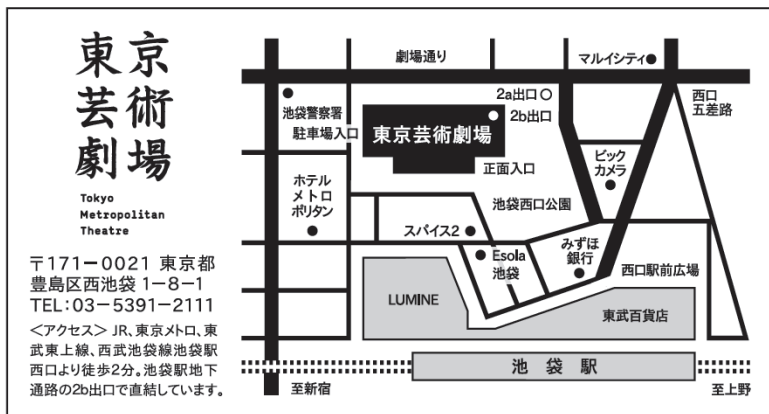 東京
芸術
劇場
Tokyo
Metropolitan
Theatre
〒171-0021 東京都
豊島区西池袋 1-8-1
TEL:03-5391-2111
<アクセス> JR、東京メトロ、東
武東上線、西武池袋線池袋駅
西口より徒歩2分。池袋駅地下
通路の2b出口で直結しています。
劇場通り
マルイシティ
池袋警察署
2a出口
2b出口
西口
五差路
駐車場入口
東京芸術劇場
正面入口
ビック
カメラ
ホテル
メトロ
ポリタン
池袋西口公園
スパイス2
Esola
池袋
みずほ
銀行
西口駅前広場
LUMINE
東武百貨店
池袋駅
至新宿
至上野